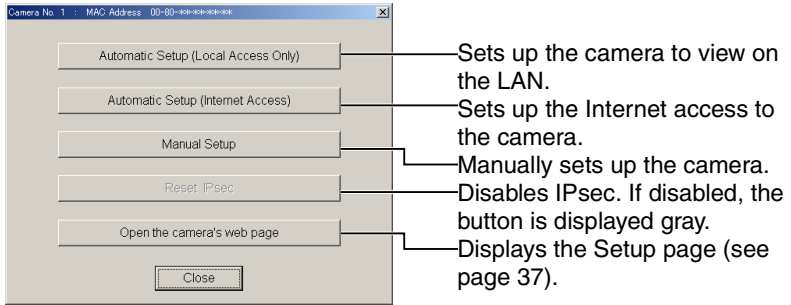 Camera No. 1 : MAC Address 00-80-**-**-**-**
Automatic Setup (Local Access Only)
Automatic Setup (Internet Access)
Manual Setup
Reset IPsec
Open the camera's web page
Close
Sets up the camera to view on
the LAN.
Sets up the Internet access to
the camera.
Manually sets up the camera.
Disables IPsec. If disabled, the
button is displayed gray.
Displays the Setup page (see
page 37).